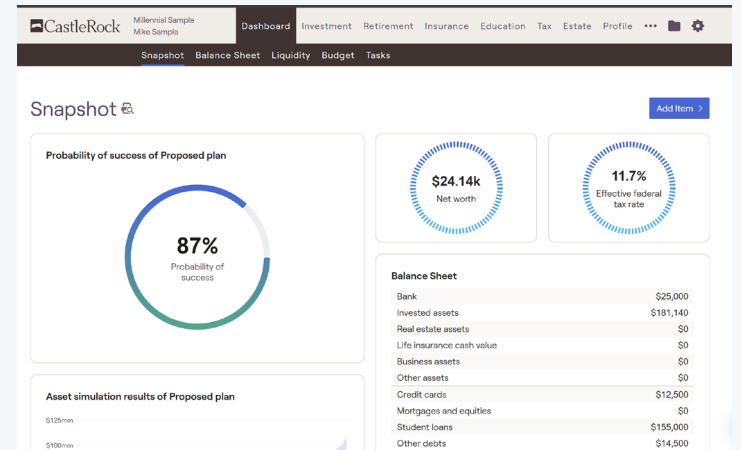 CastleRock
Millennial Sample
Mike Sample
Dashboard Investment Retirement Insurance Education Tax Estate Profile •••
Snapshot Balance Sheet Liquidity Budget Tasks
Snapshot
Add Item >
Probability of success of Proposed plan
87%
Probability of
success
$24.14k
Net worth
11.7%
Effective federal
tax rate
Balance Sheet
Bank $25,000
Invested assets $181,140
Real estate assets $0
Life insurance cash value $0
Business assets $0
Other assets $0
Credit cards $12,500
Mortgages and equities $0
Student loans $155,000
Other debts $14,500
Asset simulation results of Proposed plan
$125mm
$100mm